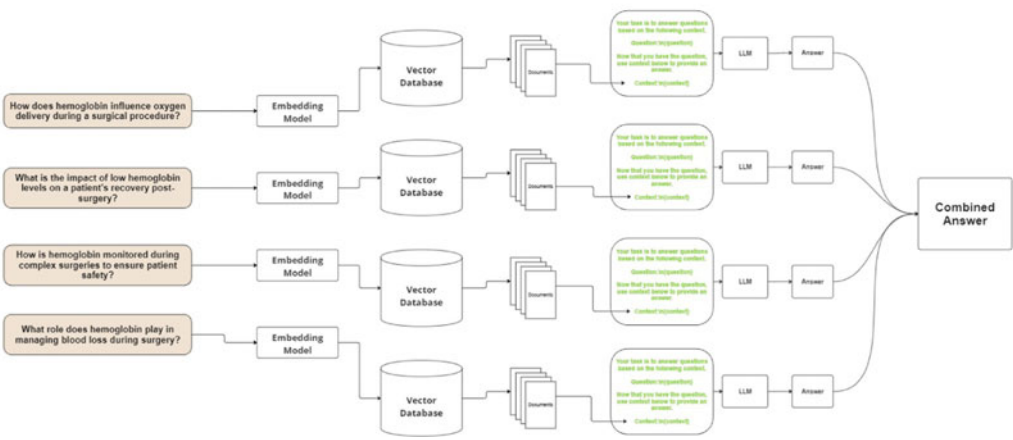 How does hemoglobin influence oxygen
delivery during a surgical procedure?
Embedding
Model
Vector
Database
Documents
Your task is to answer questions
based on the following context.
Question:\n{question}
Now that you have the question,
use context below to provide an
answer.
Context:\n{context}
LLM
Answer
What is the impact of low hemoglobin
levels on a patient's recovery post-
surgery?
Embedding
Model
Vector
Database
Documents
Your task is to answer questions
based on the following context.
Question:\n{question}
Now that you have the question,
use context below to provide an
answer.
Context:\n{context}
LLM
Answer
How is hemoglobin monitored during
complex surgeries to ensure patient
safety?
Embedding
Model
Vector
Database
Documents
Your task is to answer questions
based on the following context.
Question:\n{question}
Now that you have the question,
use context below to provide an
answer.
Context:\n{context}
LLM
Answer
What role does hemoglobin play in
managing blood loss during surgery?
Embedding
Model
Vector
Database
Documents
Your task is to answer questions
based on the following context.
Question:\n{question}
Now that you have the question,
use context below to provide an
answer.
Context:\n{context}
LLM
Answer
Combined
Answer